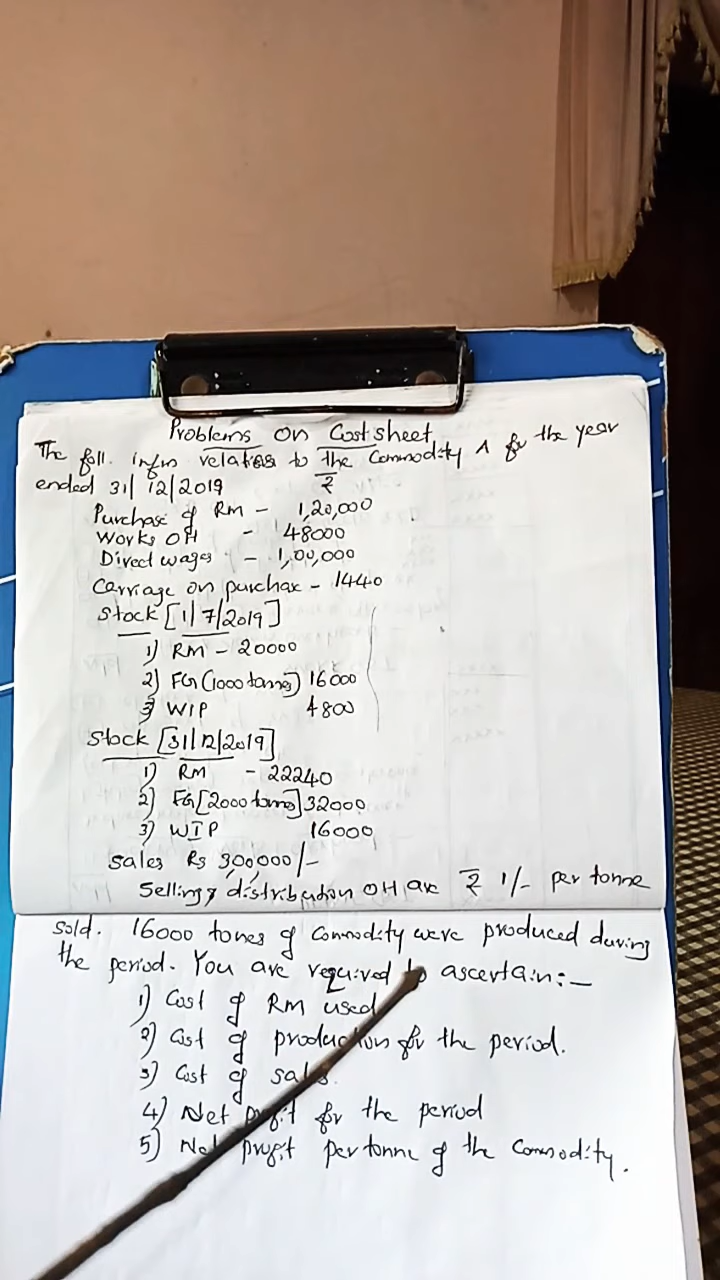 Problems on Cost sheet
The foll. infm relates to the Commodity A for the year
ended 31/12/2019 ₹
Purchase of RM - 1,20,000
Works OH - 48000
Direct wages - 1,00,000
Carriage on purchase - 1440
Stock [1/7/2019]
1) RM - 20000
2) FG (1000 tonnes) 16000
3) WIP 4800
Stock [31/12/2019]
1) RM - 22240
2) FG [2000 tonnes] 32000
3) WIP 16000
Sales Rs 300,000/-
Selling & distribution OH are ₹ 1/- per tonne
sold. 16000 tones of Commodity were produced during
the period. You are required to ascertain:-
1) Cost of RM used
2) Cost of production for the period.
3) Cost of sales.
4) Net profit for the period
5) Net profit per tonne of the Commodity.